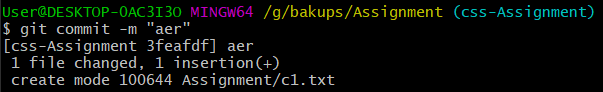 User@DESKTOP-OAC3I3O MINGW64 /g/bakups/Assignment (css-Assignment)
$ git commit -m "aer"
[css-Assignment 3feafdf] aer
 1 file changed, 1 insertion(+)
 create mode 100644 Assignment/c1.txt